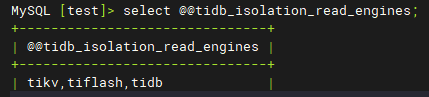 MySQL [test]> select @@tidb_isolation_read_engines;
+-------------------------------+
| @@tidb_isolation_read_engines |
+-------------------------------+
| tikv,tiflash,tidb             |